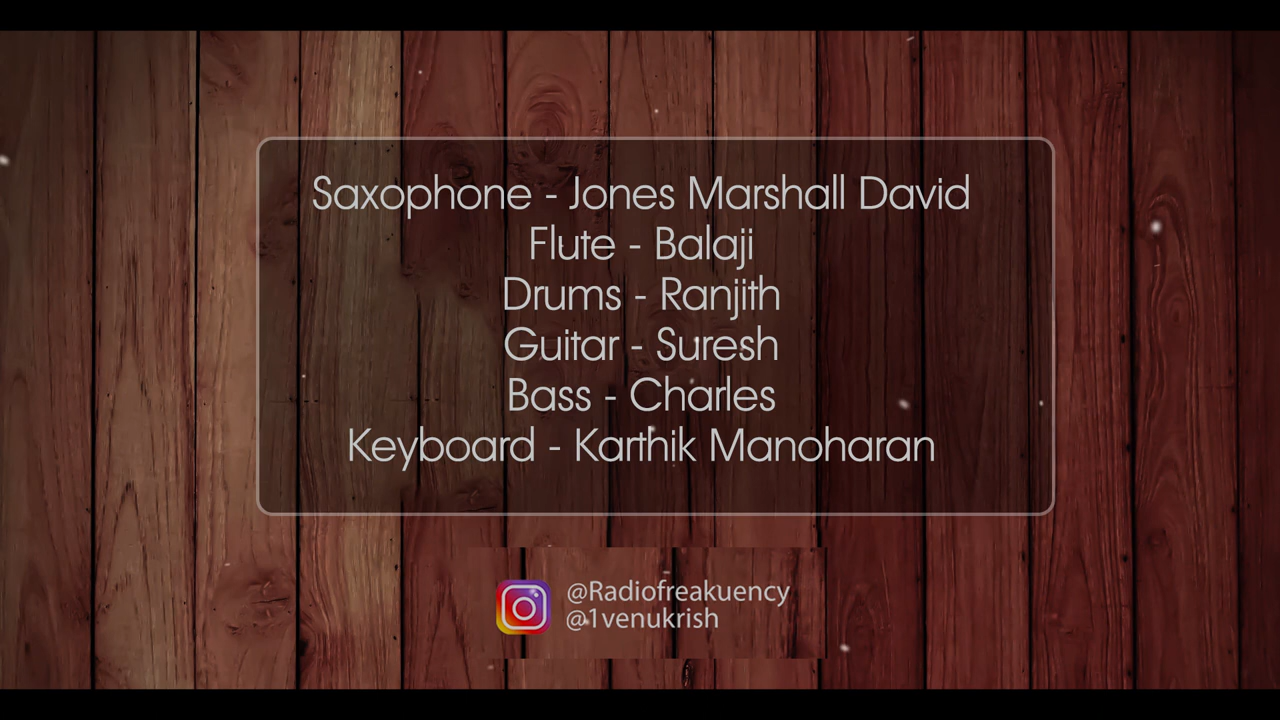 Saxophone - Jones Marshall David
Flute - Balaji
Drums - Ranjith
Guitar - Suresh
Bass - Charles
Keyboard - Karthik Manoharan
@Radiofreakuency
@1venukrish